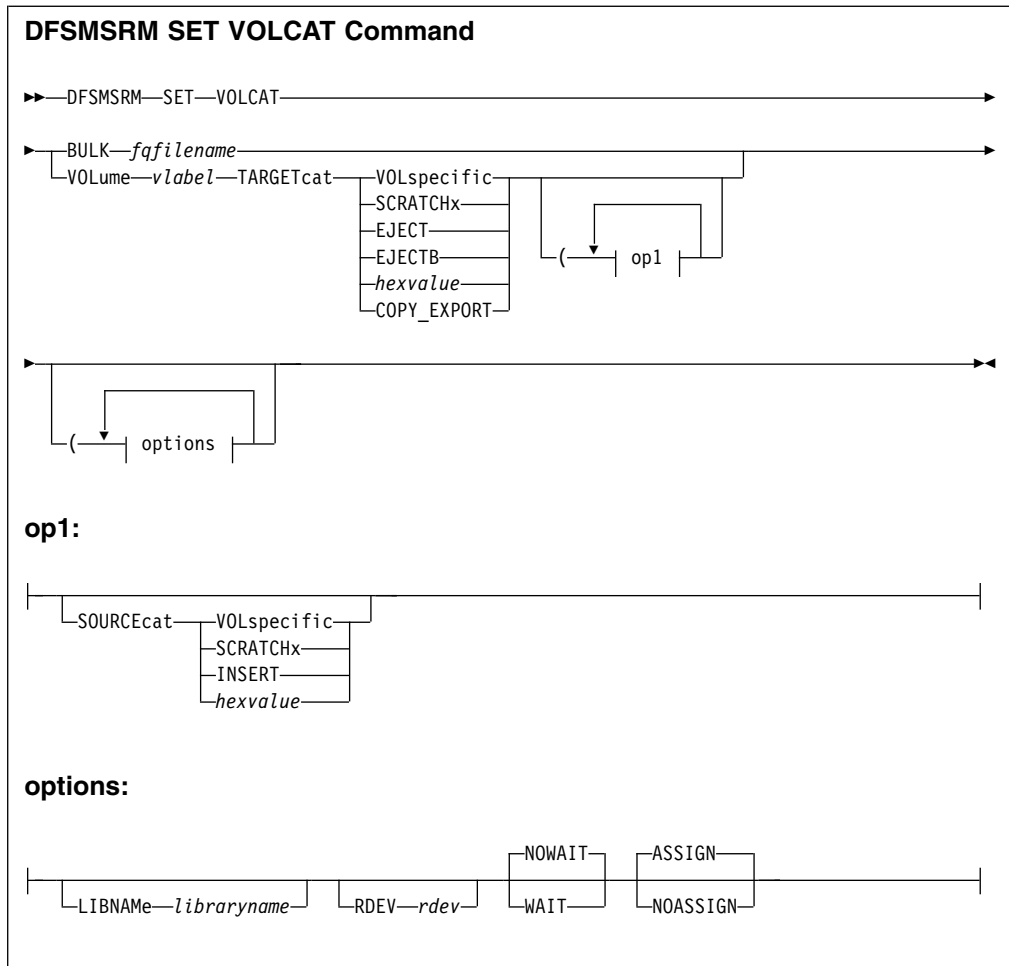 DFSMSRM SET VOLCAT Command
DFSMSRM SET VOLCAT
BULK fqfilename
VOLume vlabel TARGETcat VOLspecific
SCRATCHx
EJECT
EJECTB
hexvalue
COPY_EXPORT
( op1
( options
op1:
SOURCEcat VOLspecific
SCRATCHx
INSERT
hexvalue
options:
NOWAIT ASSIGN
LIBNAMe libraryname RDEV rdev WAIT NOASSIGN